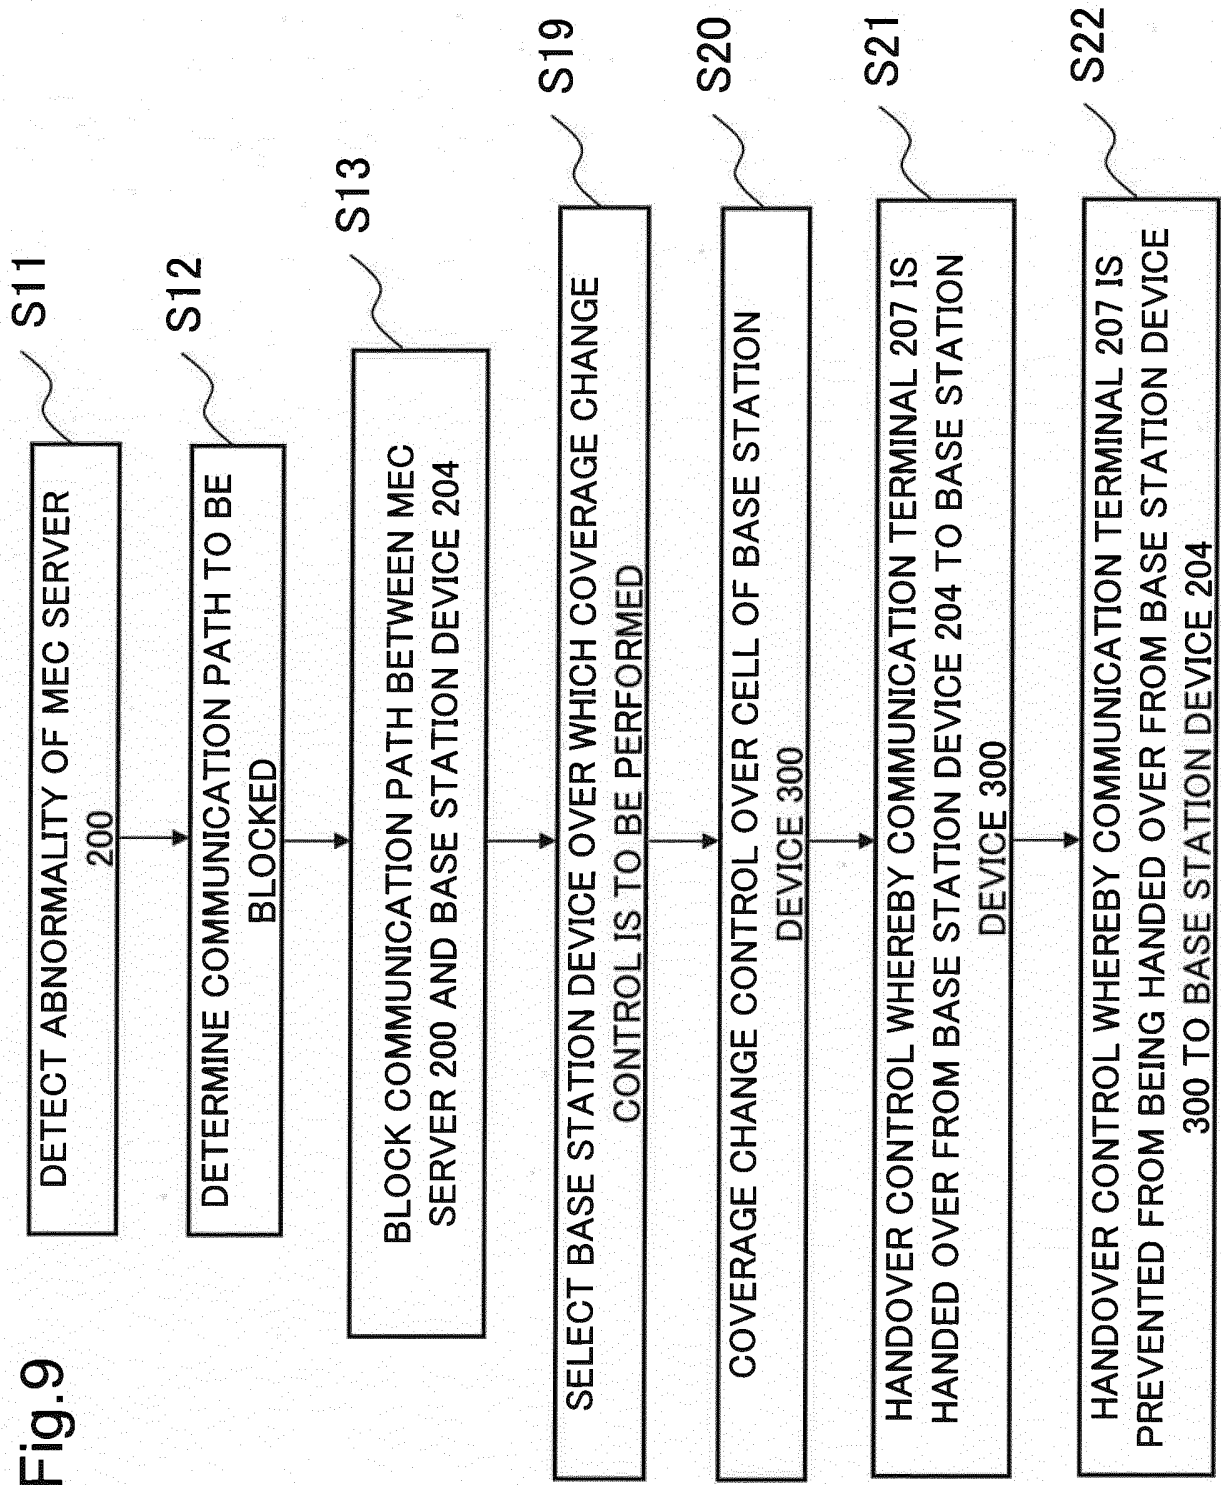 Fig.9
S11
DETECT ABNORMALITY OF MEC SERVER
200
S12
DETERMINE COMMUNICATION PATH TO BE
BLOCKED
S13
BLOCK COMMUNICATION PATH BETWEEN MEC
SERVER 200 AND BASE STATION DEVICE 204
S19
SELECT BASE STATION DEVICE OVER WHICH COVERAGE CHANGE
CONTROL IS TO BE PERFORMED
S20
COVERAGE CHANGE CONTROL OVER CELL OF BASE STATION
DEVICE 300
S21
HANDOVER CONTROL WHEREBY COMMUNICATION TERMINAL 207 IS
HANDED OVER FROM BASE STATION DEVICE 204 TO BASE STATION
DEVICE 300
S22
HANDOVER CONTROL WHEREBY COMMUNICATION TERMINAL 207 IS
PREVENTED FROM BEING HANDED OVER FROM BASE STATION DEVICE
300 TO BASE STATION DEVICE 204